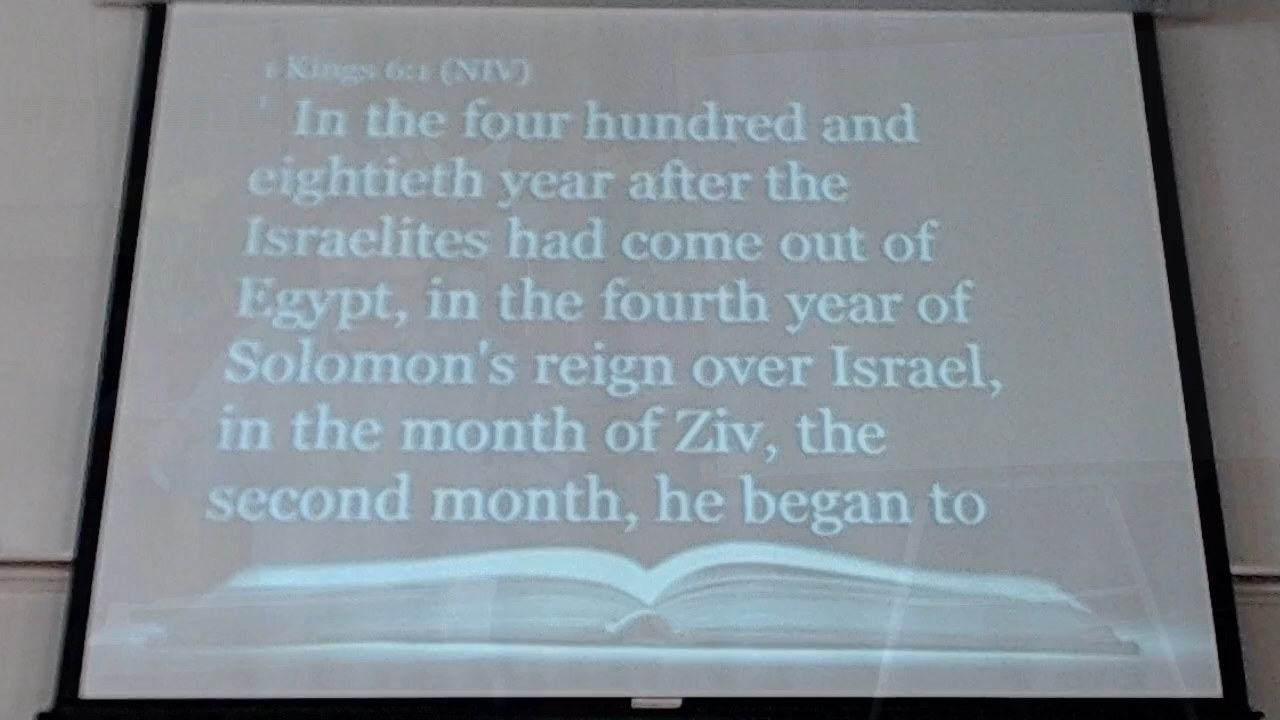 1 Kings 6:1 (NIV)
1 In the four hundred and
eightieth year after the
Israelites had come out of
Egypt, in the fourth year of
Solomon's reign over Israel,
in the month of Ziv, the
second month, he began to